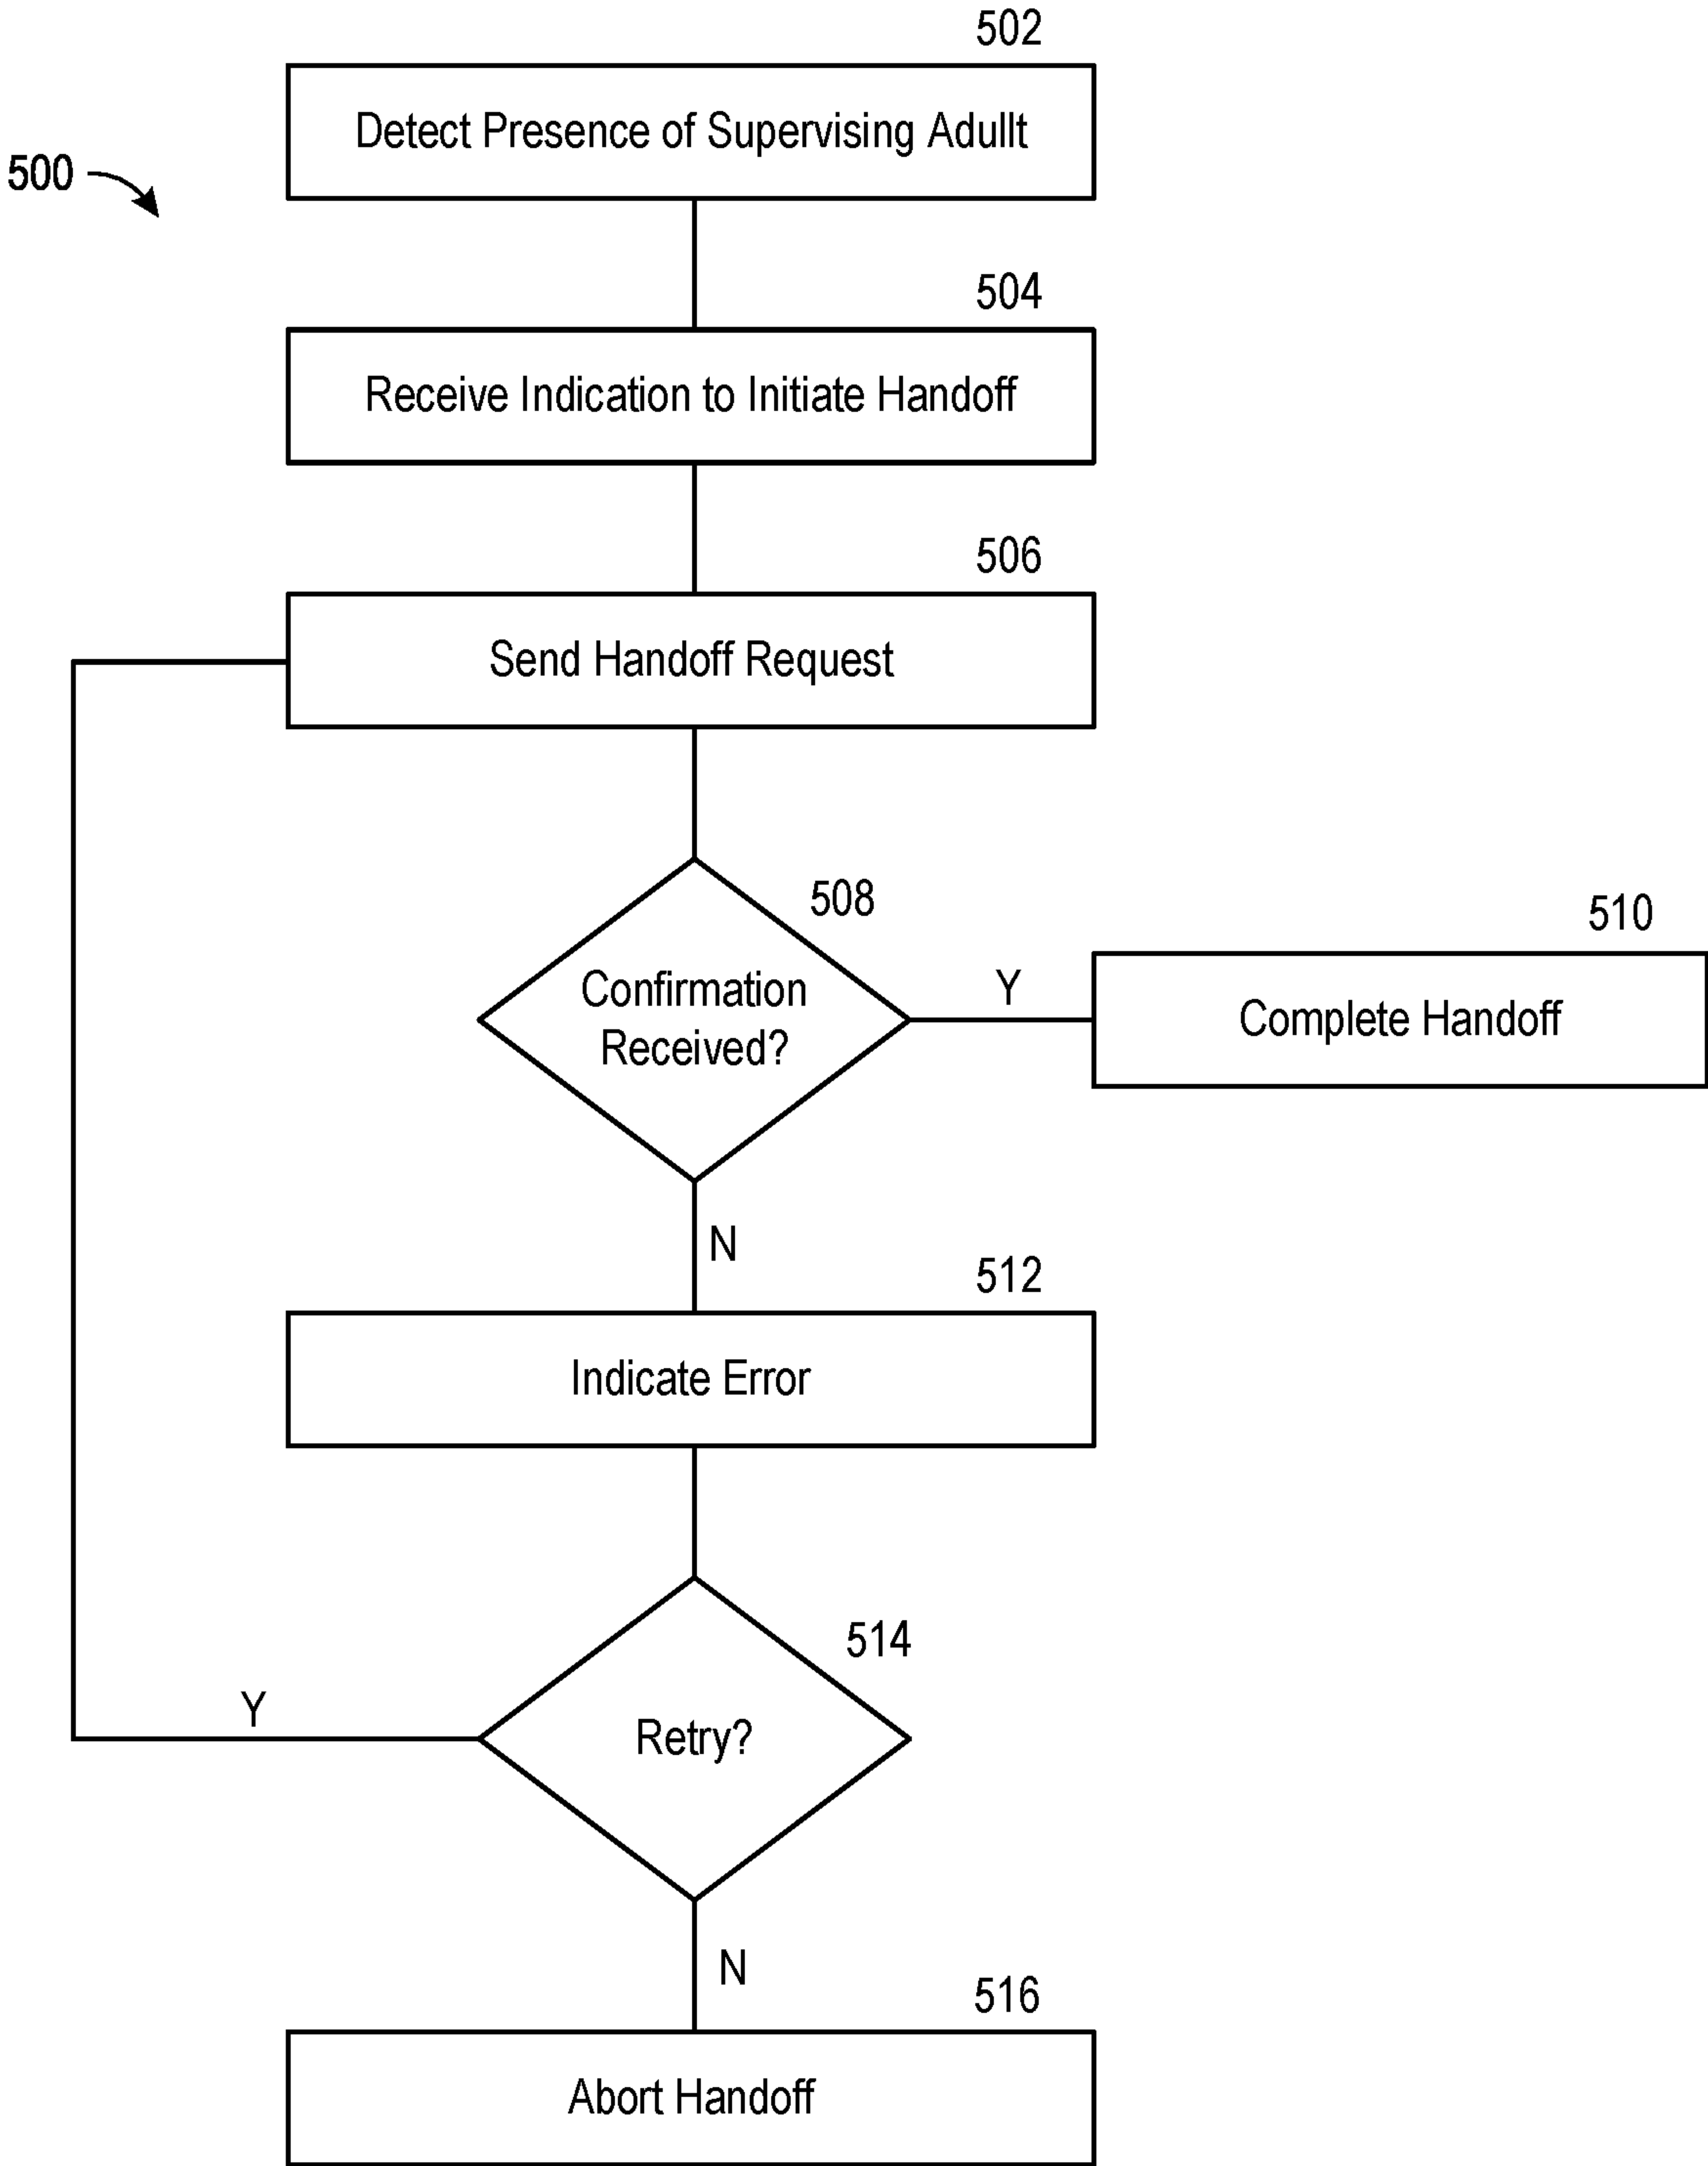 502
Detect Presence of Supervising Adullt
500
504
Receive Indication to Initiate Handoff
506
Send Handoff Request
508
Confirmation
Received?
Y
510
Complete Handoff
N
512
Indicate Error
514
Retry?
Y
N
516
Abort Handoff